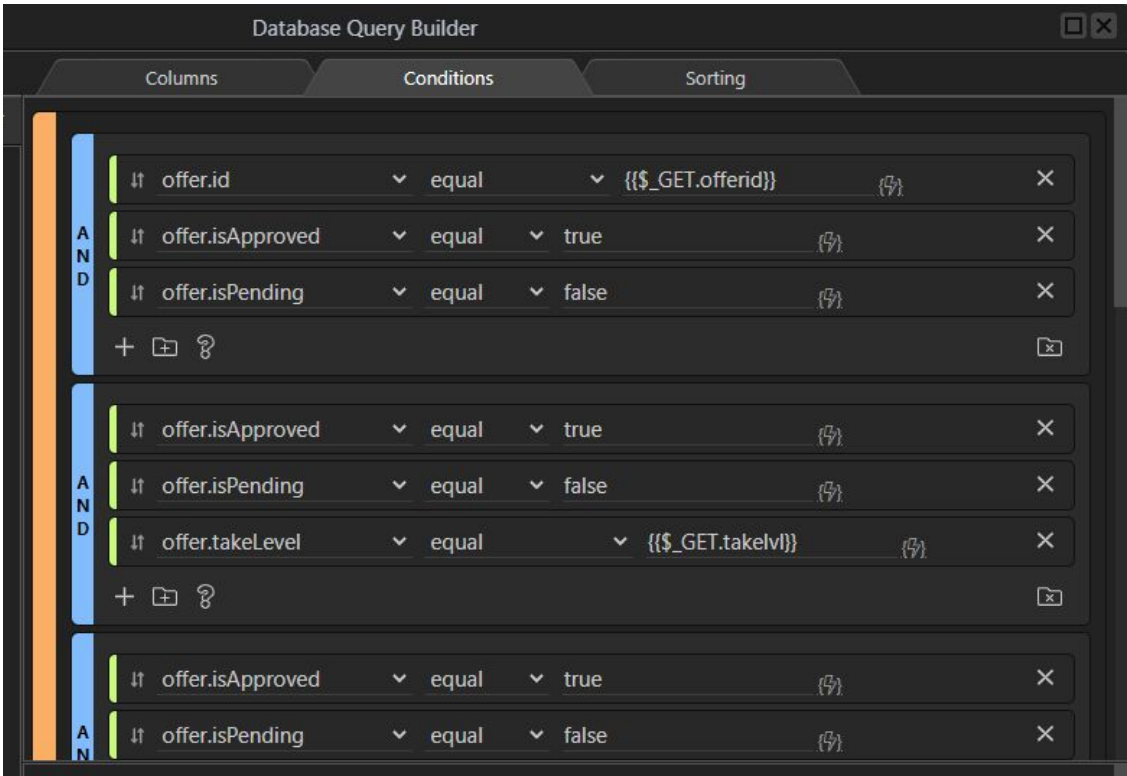 Database Query Builder
Columns Conditions Sorting
offer.id equal {{$_GET.offerid}}
offer.isApproved equal true
offer.isPending equal false
AND
offer.isApproved equal true
offer.isPending equal false
offer.takeLevel equal {{$_GET.takelvl}}
AND
offer.isApproved equal true
offer.isPending equal false
AN